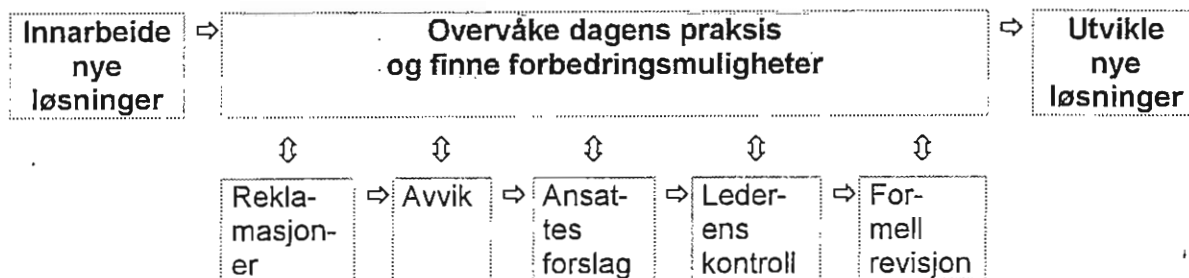 Innarbeide
nye
løsninger
⇨
Overvåke dagens praksis
og finne forbedringsmuligheter
⇨
Utvikle
nye
løsninger
⇕ ⇕ ⇕ ⇕ ⇕
Rekla-
masjon-
er
⇨
Avvik
⇨
Ansat-
tes
forslag
⇨
Leder-
ens
kontroll
⇨
For-
mell
revisjon